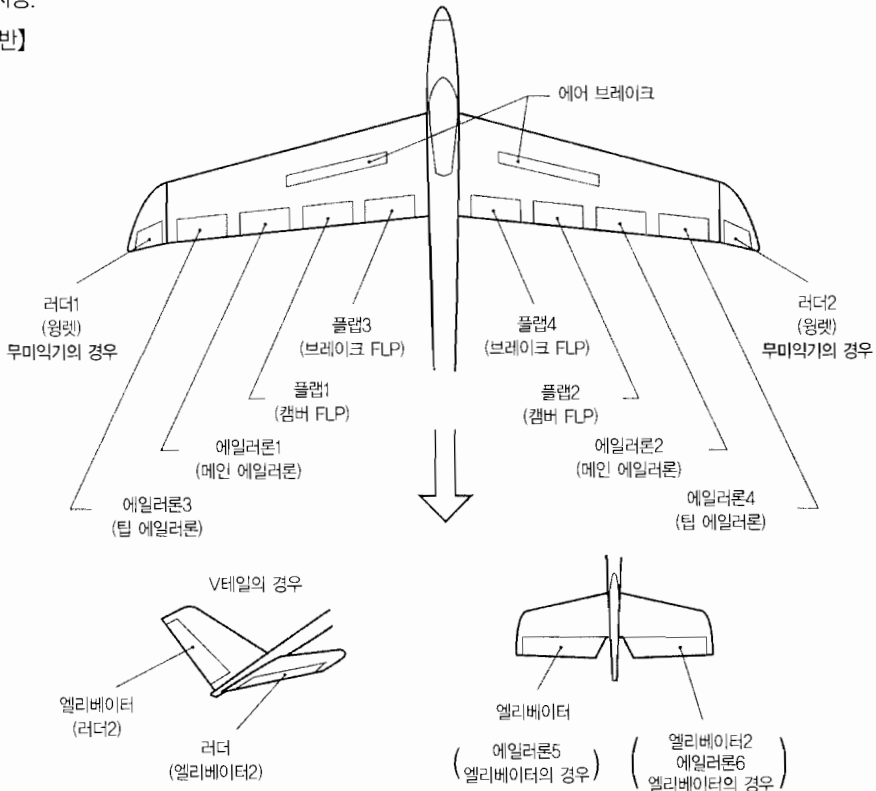 반】
에어 브레이크
러더1
(윙렛)
무미익기의 경우
플랩3
(브레이크 FLP)
플랩4
(브레이크 FLP)
러더2
(윙렛)
무미익기의 경우
플랩1
(캠버 FLP)
플랩2
(캠버 FLP)
에일러론1
(메인 에일러론)
에일러론2
(메인 에일러론)
에일러론3
(팁 에일러론)
에일러론4
(팁 에일러론)
V테일의 경우
엘리베이터
(러더2)
러더
(엘리베이터2)
엘리베이터
(에일러론5
엘리베이터의 경우)
(엘리베이터2
에일러론6
엘리베이터의 경우)